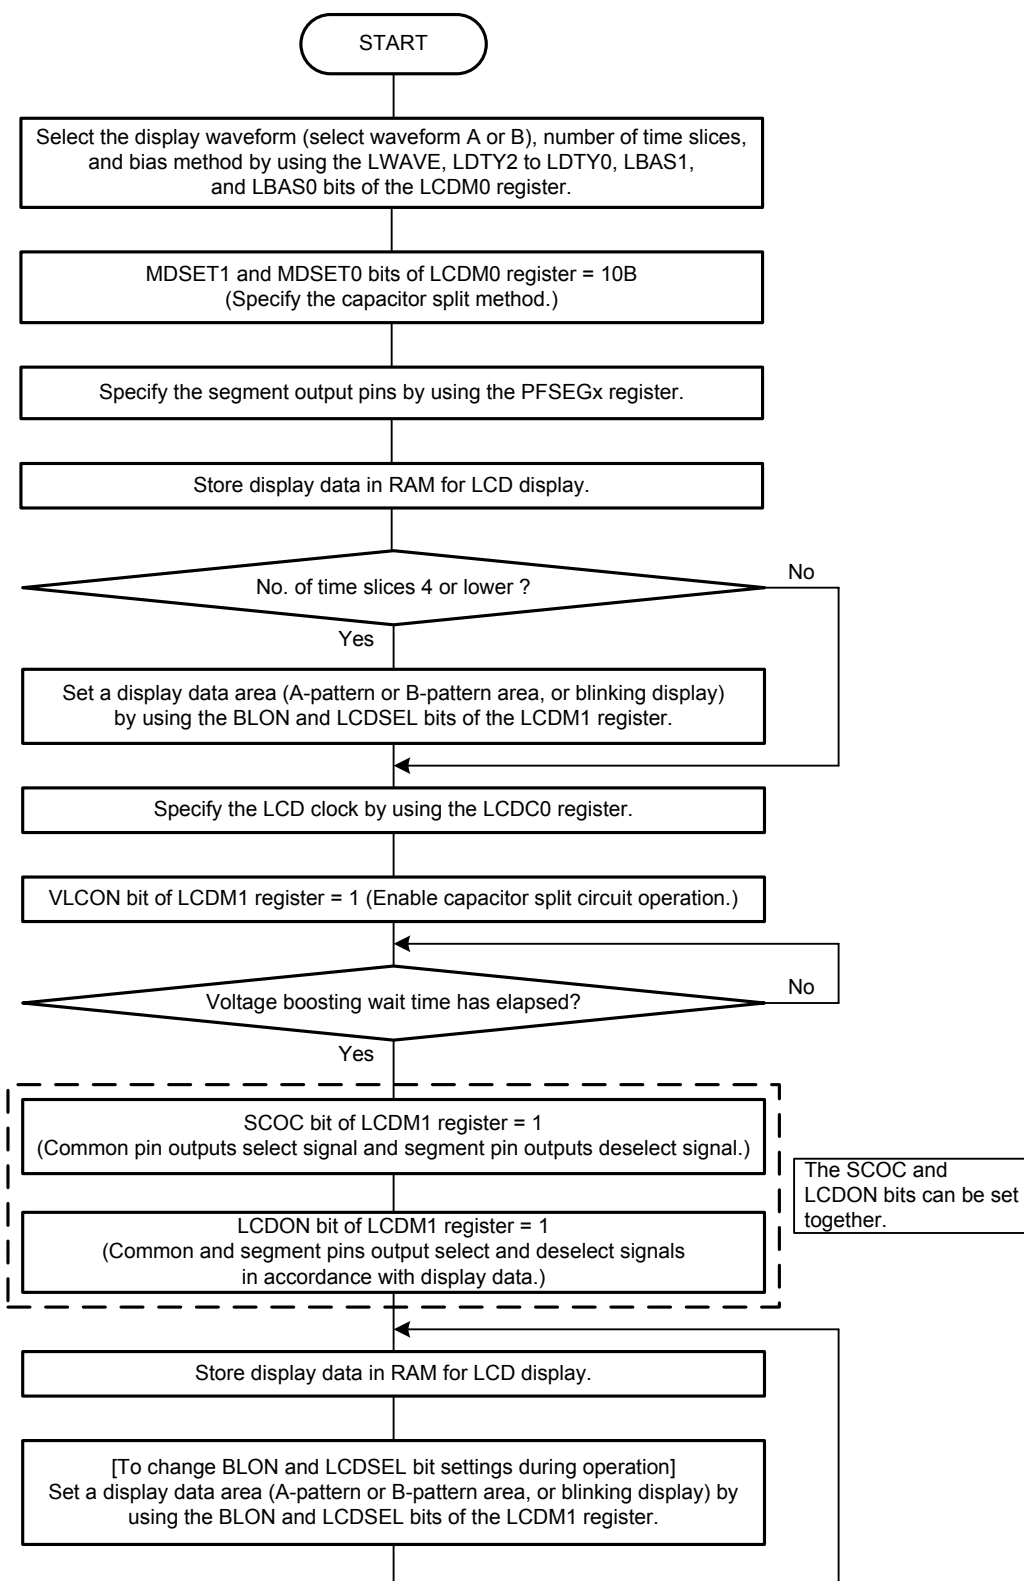 START
Select the display waveform (select waveform A or B), number of time slices,
and bias method by using the LWAVE, LDTY2 to LDTY0, LBAS1,
and LBAS0 bits of the LCDM0 register.
MDSET1 and MDSET0 bits of LCDM0 register = 10B
(Specify the capacitor split method.)
Specify the segment output pins by using the PFSEGx register.
Store display data in RAM for LCD display.
No. of time slices 4 or lower ?
No
Yes
Set a display data area (A-pattern or B-pattern area, or blinking display)
by using the BLON and LCDSEL bits of the LCDM1 register.
Specify the LCD clock by using the LCDC0 register.
VLCON bit of LCDM1 register = 1 (Enable capacitor split circuit operation.)
Voltage boosting wait time has elapsed?
No
Yes
SCOC bit of LCDM1 register = 1
(Common pin outputs select signal and segment pin outputs deselect signal.)
The SCOC and
LCDON bits can be set
together.
LCDON bit of LCDM1 register = 1
(Common and segment pins output select and deselect signals
in accordance with display data.)
Store display data in RAM for LCD display.
[To change BLON and LCDSEL bit settings during operation]
Set a display data area (A-pattern or B-pattern area, or blinking display) by
using the BLON and LCDSEL bits of the LCDM1 register.